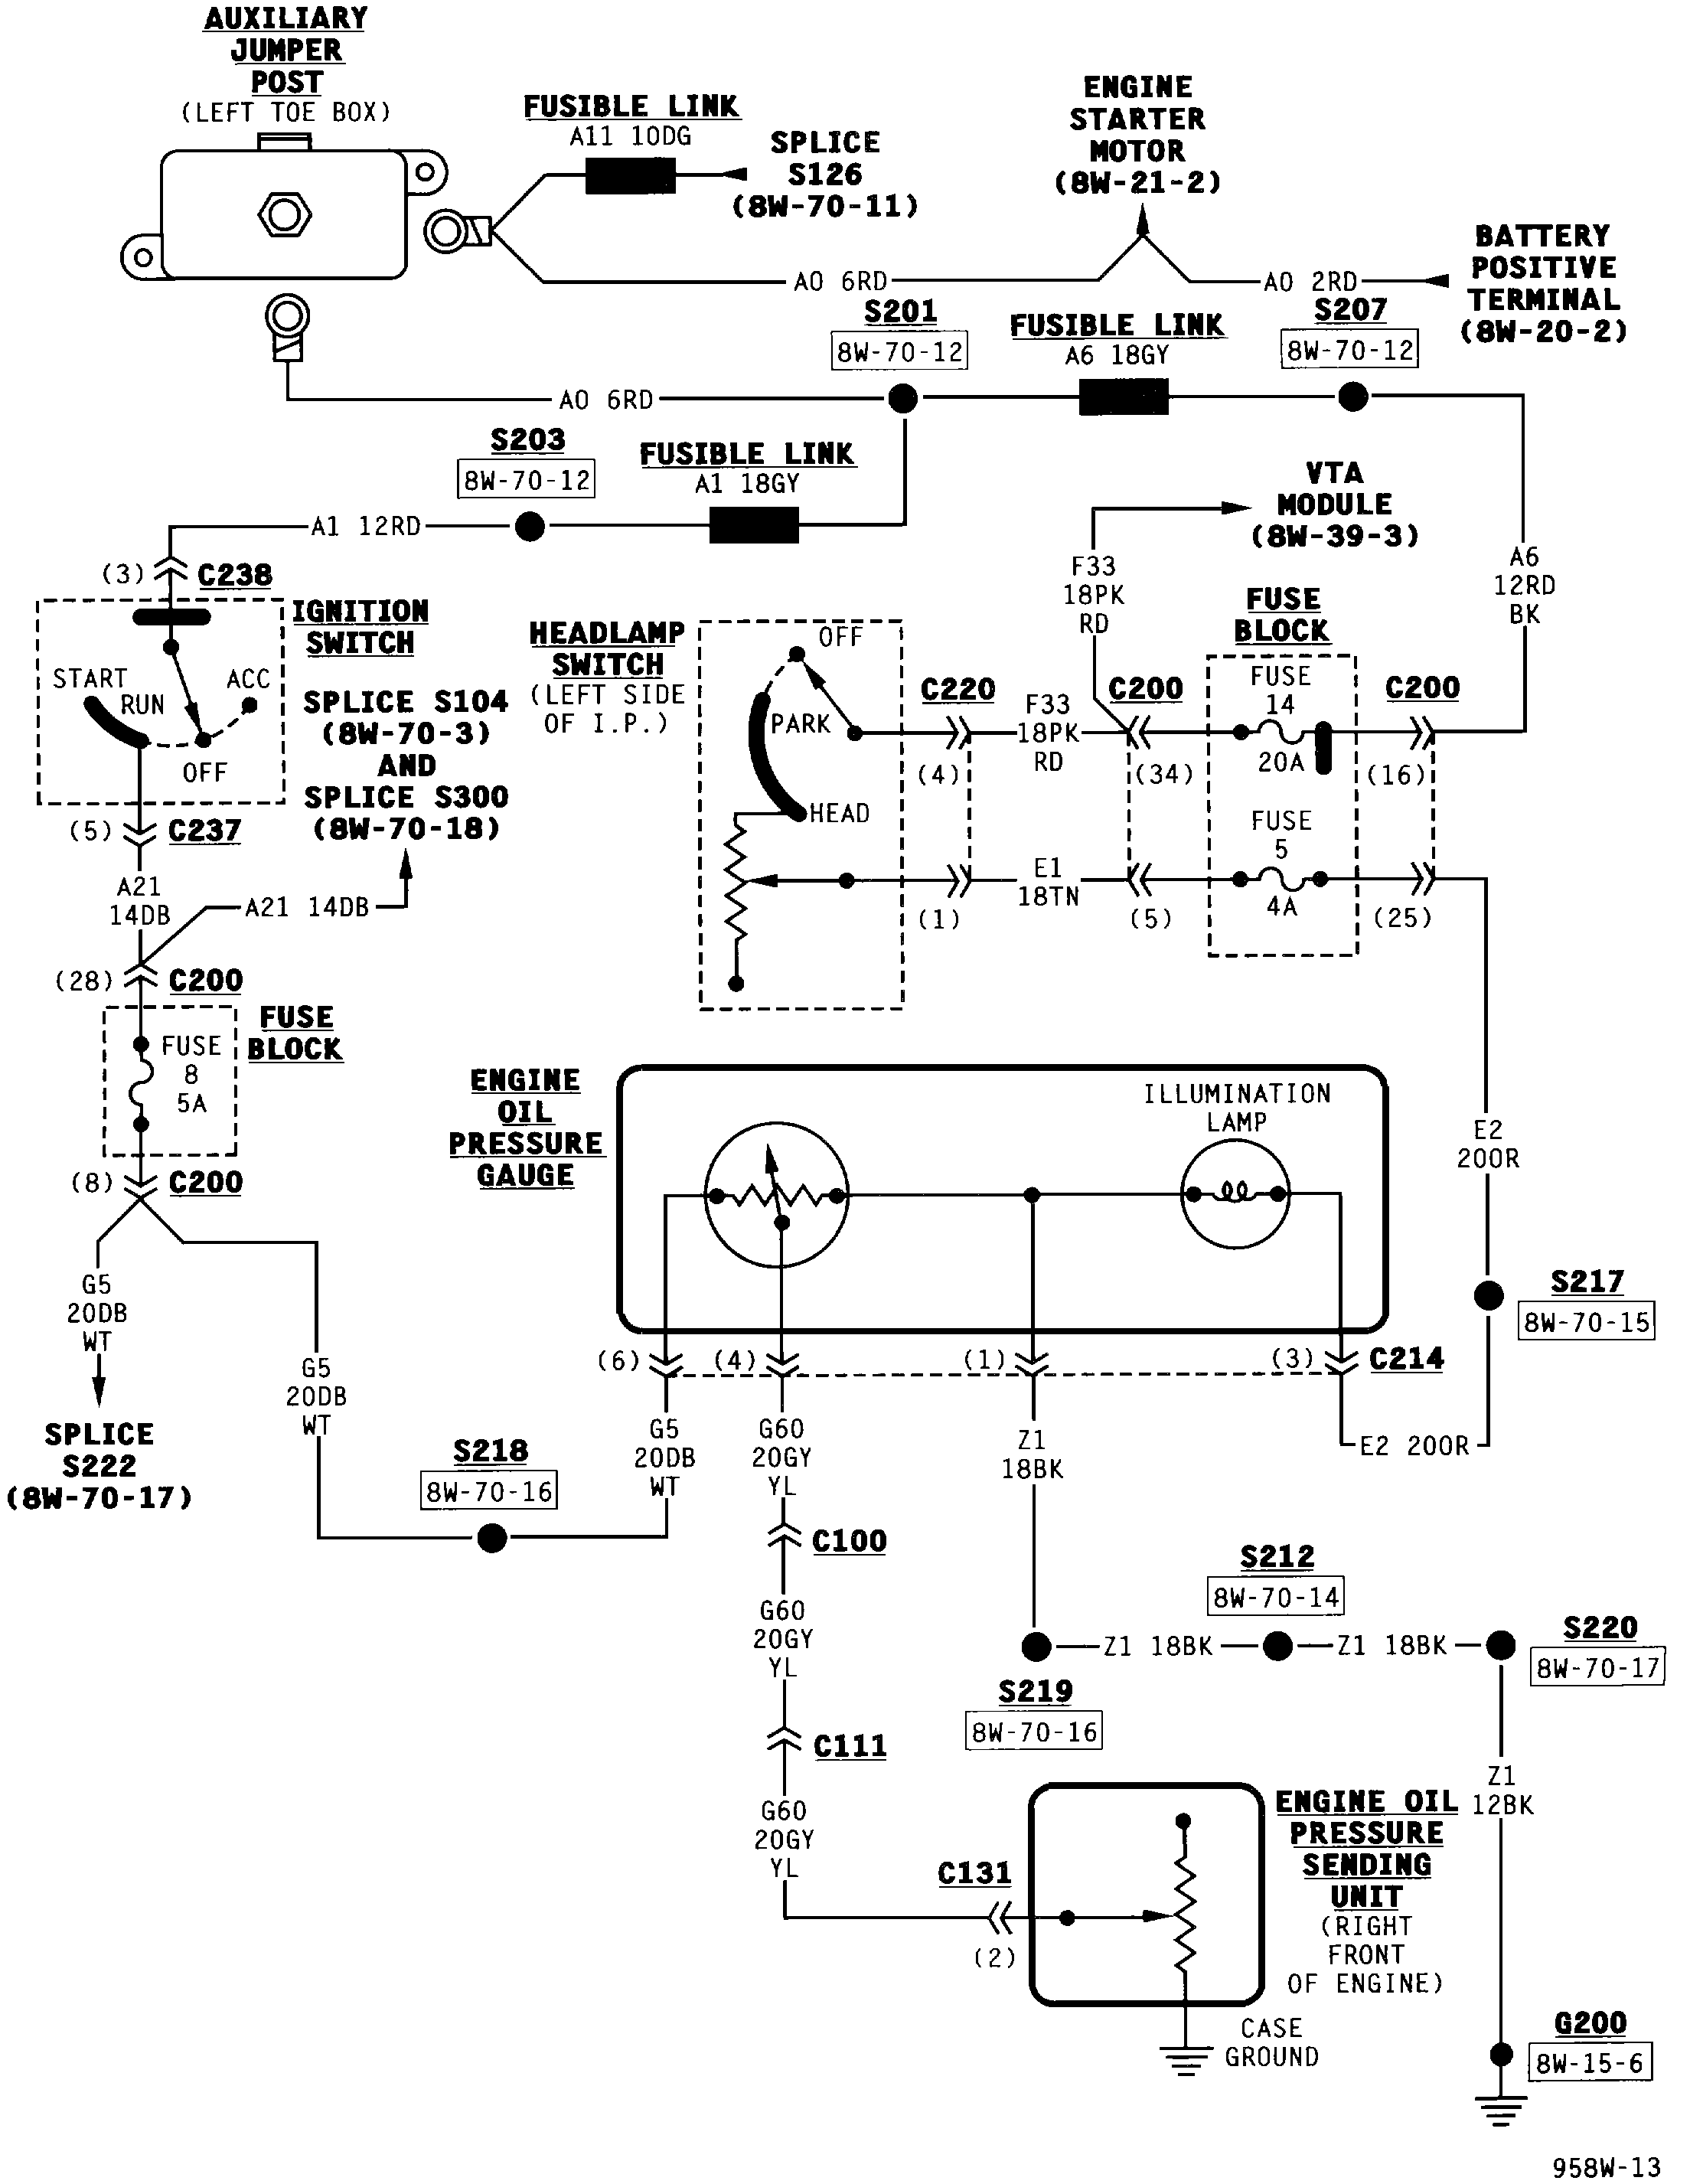 AUXILIARY
JUMPER
POST
(LEFT TOE BOX)
FUSIBLE LINK
A11 10DG
SPLICE
S126
(8W-70-11)
ENGINE
STARTER
MOTOR
(8W-21-2)
BATTERY
POSITIVE
TERMINAL
(8W-20-2)
A0 6RD
A0 2RD
S201
8W-70-12
FUSIBLE LINK
A6 18GY
S207
8W-70-12
A0 6RD
S203
8W-70-12
FUSIBLE LINK
A1 18GY
A1 12RD
VTA
MODULE
(8W-39-3)
F33
18PK
RD
A6
12RD
BK
(3)
C238
IGNITION
SWITCH
START
RUN
ACC
OFF
SPLICE S104
(8W-70-3)
AND
SPLICE S300
(8W-70-18)
HEADLAMP
SWITCH
(LEFT SIDE
OF I.P.)
OFF
PARK
HEAD
C220
(4)
F33
18PK
RD
C200
(34)
FUSE
BLOCK
FUSE
14
20A
C200
(16)
FUSE
5
4A
(1)
E1
18TN
(5)
(25)
(5)
C237
A21
14DB
A21 14DB
(28)
C200
FUSE
BLOCK
FUSE
8
5A
(8)
C200
G5
20DB
WT
SPLICE
S222
(8W-70-17)
G5
20DB
WT
S218
8W-70-16
ENGINE
OIL
PRESSURE
GAUGE
ILLUMINATION
LAMP
E2
20OR
S217
8W-70-15
(6)
(4)
(1)
(3)
C214
G5
20DB
WT
G60
20GY
YL
Z1
18BK
E2 20OR
C100
G60
20GY
YL
C111
G60
20GY
YL
S212
8W-70-14
Z1 18BK
Z1 18BK
S220
8W-70-17
S219
8W-70-16
Z1
12BK
C131
(2)
ENGINE OIL
PRESSURE
SENDING
UNIT
(RIGHT
FRONT
OF ENGINE)
CASE
GROUND
G200
8W-15-6
958W-13